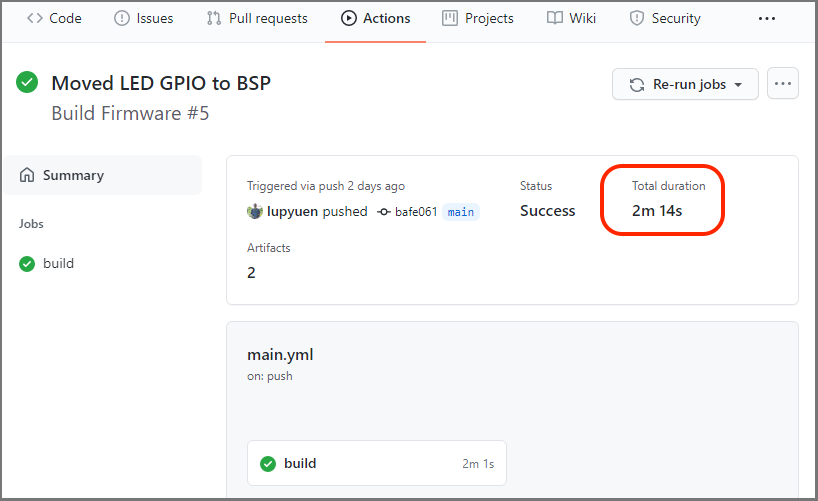 Code Issues Pull requests Actions Projects Wiki Security ...
Moved LED GPIO to BSP
Re-run jobs ...
Build Firmware #5
Summary
Jobs
build
Triggered via push 2 days ago
lupyuen pushed bafe061 main
Status
Success
Total duration
2m 14s
Artifacts
2
main.yml
on: push
build 2m 1s